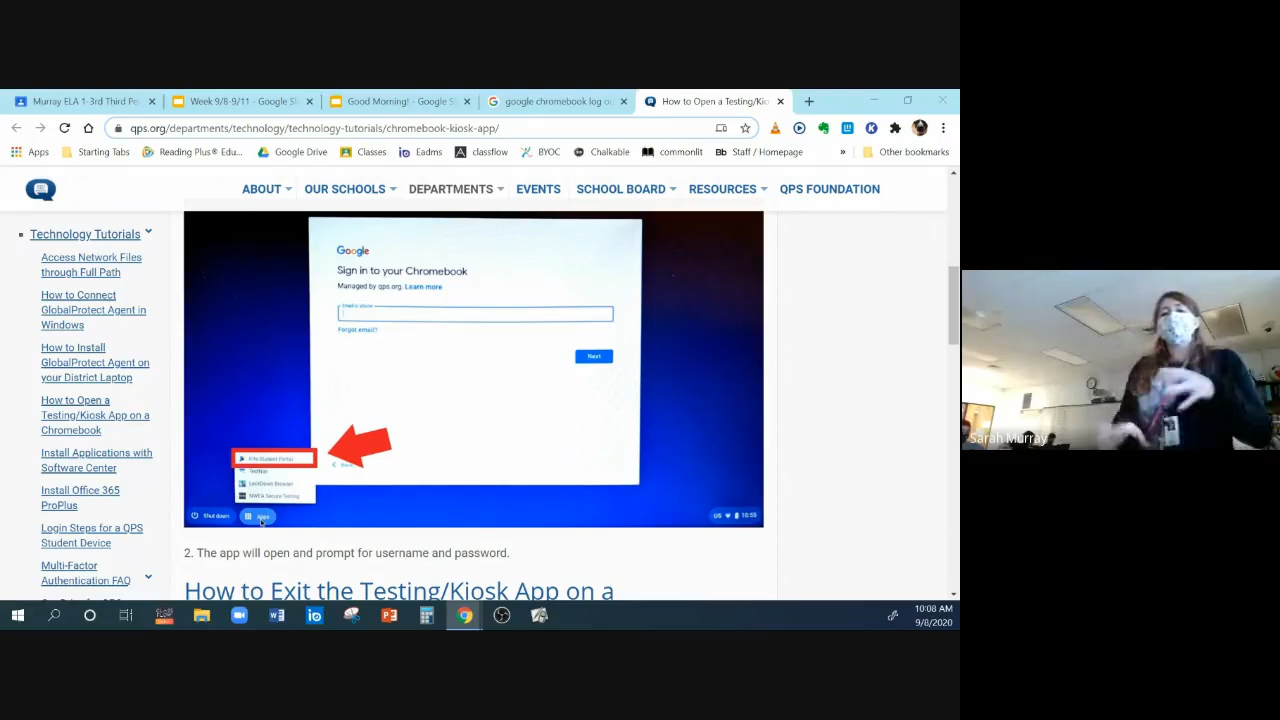 Murray ELA 1-3rd Third Pe
Week 9/8-9/11 - Google Sli
Good Morning! - Google S
google chromebook log o
How to Open a Testing/Kio
qps.org/departments/technology/technology-tutorials/chromebook-kiosk-app/
Apps Starting Tabs Reading Plus® Edu... Google Drive Classes Eadms classflow BYOC Chalkable commonlit Bb Staff / Homepage » Other bookmarks
ABOUT OUR SCHOOLS DEPARTMENTS EVENTS SCHOOL BOARD RESOURCES QPS FOUNDATION
Technology Tutorials
Access Network Files
through Full Path
How to Connect
GlobalProtect Agent in
Windows
How to Install
GlobalProtect Agent on
your District Laptop
How to Open a
Testing/Kiosk App on a
Chromebook
Install Applications with
Software Center
Install Office 365
ProPlus
Login Steps for a QPS
Student Device
Multi-Factor
Authentication FAQ
Google
Sign in to your Chromebook
Managed by qps.org. Learn more
Forgot email?
Next
Kite Student Portal
TestNav
LockDown Browser
NWEA Secure Testing
Shut down Apps
US 10:55
2. The app will open and prompt for username and password.
How to Exit the Testing/Kiosk App on a
10:08 AM
9/8/2020
Sarah Murray